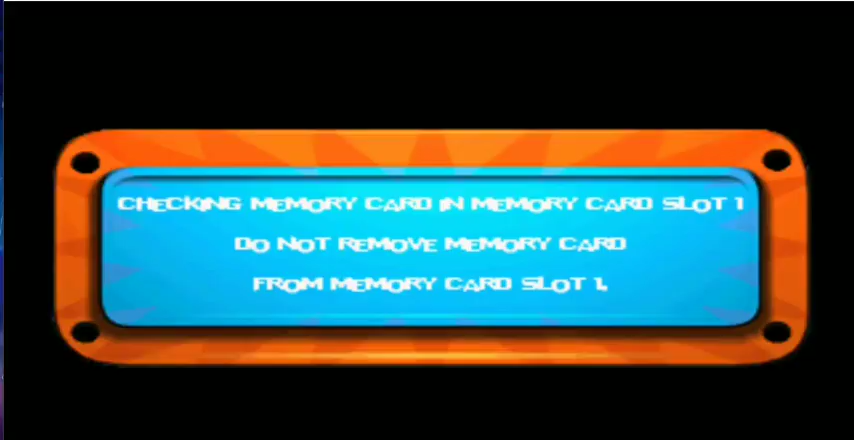 CHECKING MEMORY CARD IN MEMORY CARD SLOT 1
DO NOT REMOVE MEMORY CARD
FROM MEMORY CARD SLOT 1.